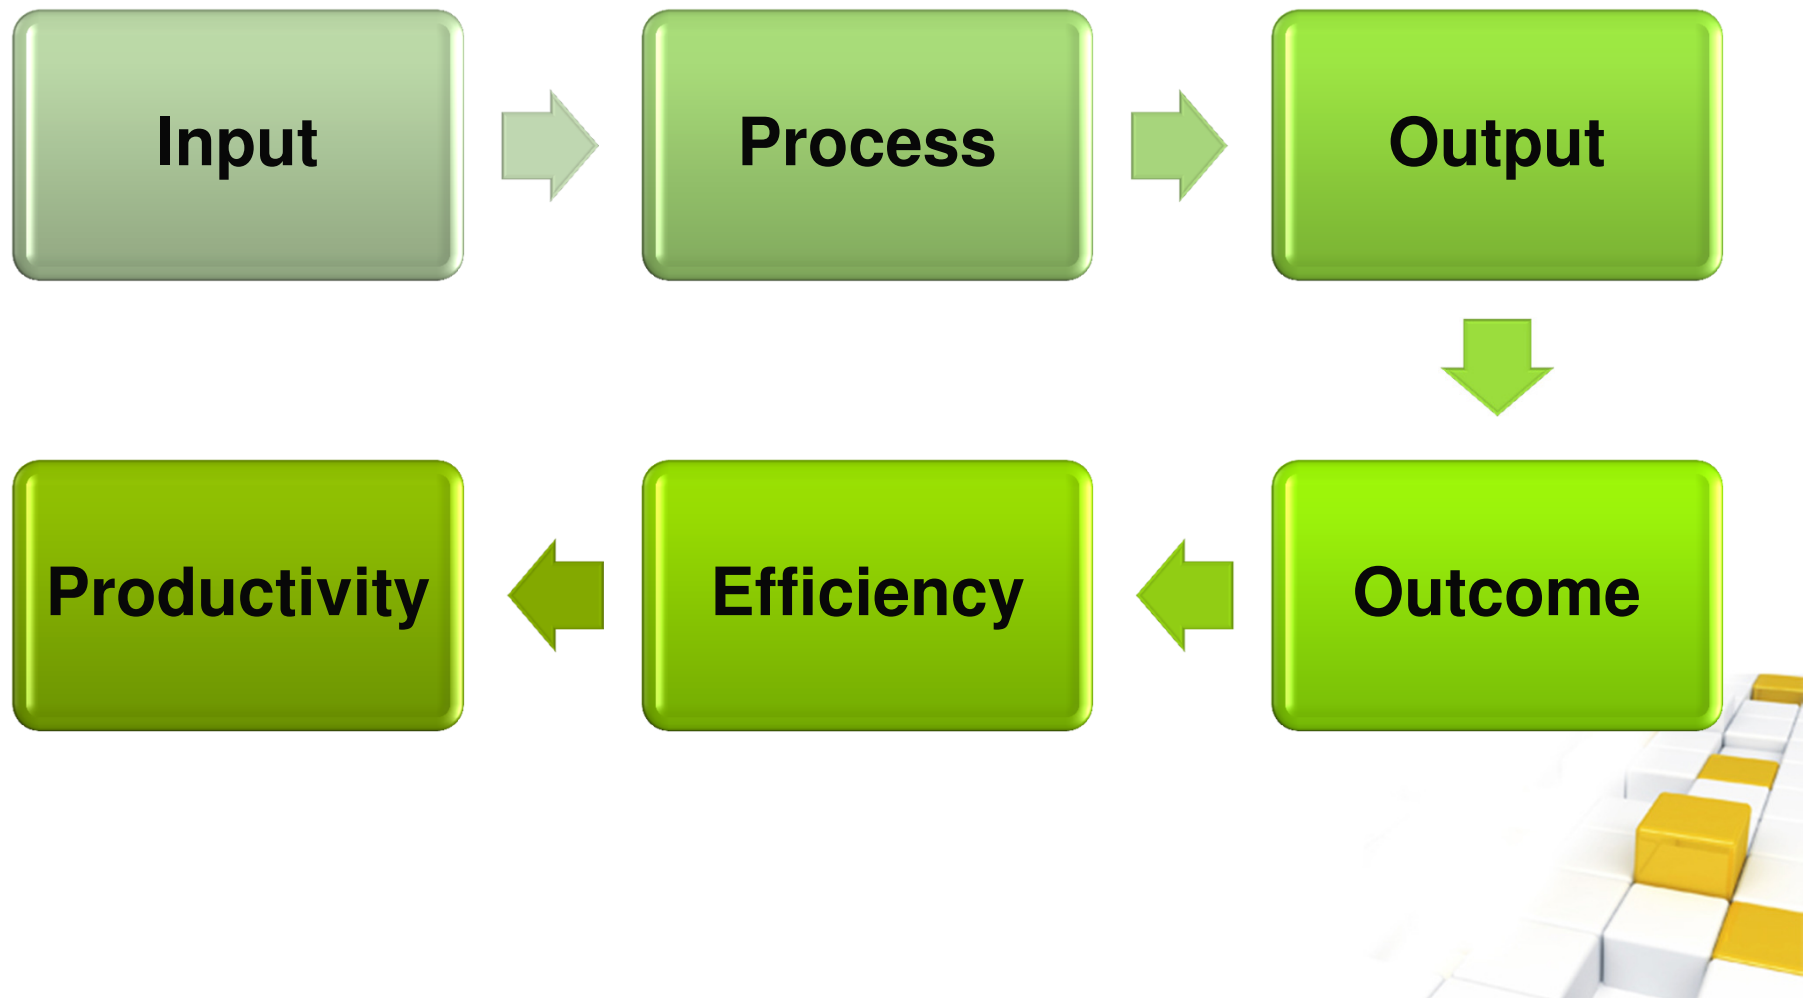 Input
Process
Output
Outcome
Efficiency
Productivity